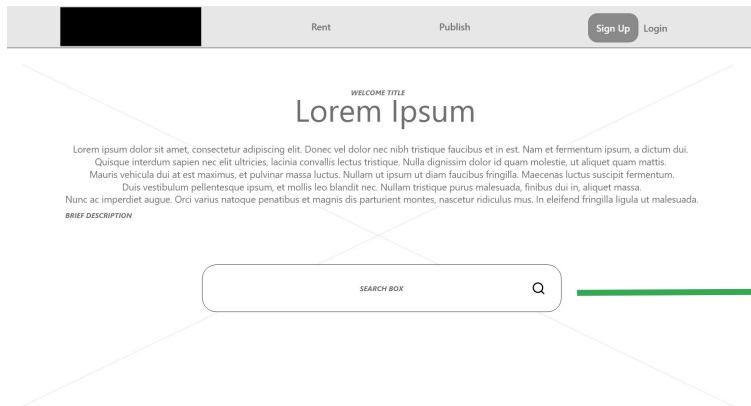 Rent Publish Sign Up Login
WELCOME TITLE
Lorem Ipsum
Lorem ipsum dolor sit amet, consectetur adipiscing elit. Donec vel dolor nec nibh tristique faucibus et in est. Nam et fermentum ipsum, a dictum dui.
Quisque interdum sapien nec elit ultricies, lacinia convallis lectus tristique. Nulla dignissim dolor id quam molestie, ut aliquet quam mattis.
Mauris vehicula dui at est maximus, et pulvinar massa luctus. Nullam ut ipsum ut diam faucibus fringilla. Maecenas luctus suscipit fermentum.
Duis vestibulum pellentesque ipsum, et mollis leo blandit nec. Nullam tristique purus malesuada, finibus dui in, aliquet massa.
Nunc ac imperdiet augue. Orci varius natoque penatibus et magnis dis parturient montes, nascetur ridiculus mus. In eleifend fringilla ligula ut malesuada.
BRIEF DESCRIPTION
SEARCH BOX